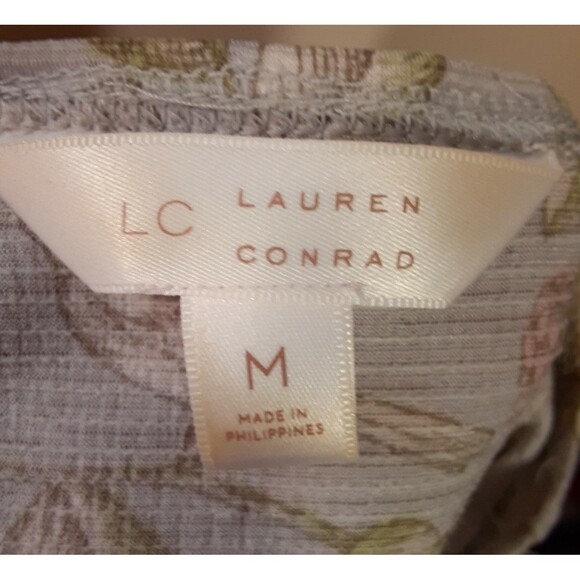 LC LAUREN
CONRAD
M
MADE IN
PHILIPPINES